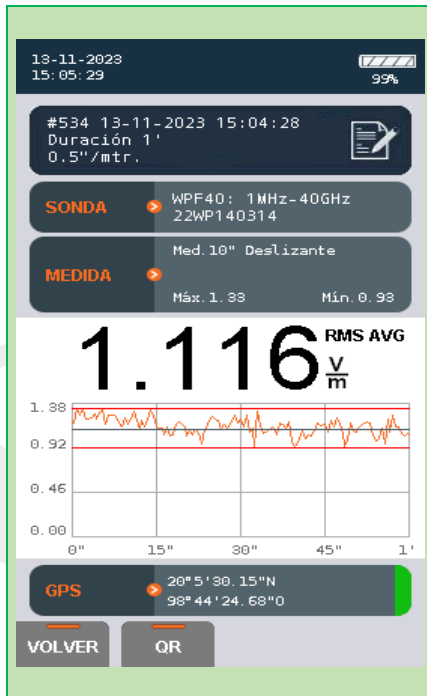 13-11-2023
15:05:29
99%
#534 13-11-2023 15:04:28
Duración 1'
0.5"/mtr.
SONDA
WPF40: 1MHz-40GHz
22WP140314
MEDIDA
Med.10" Deslizante
Máx.1.33 Mín.0.93
1.116 RMS AVG
V/m
1.38
0.92
0.46
0.00
0" 15" 30" 45" 1'
GPS
20°5'30.15"N
98°44'24.68"O
VOLVER QR